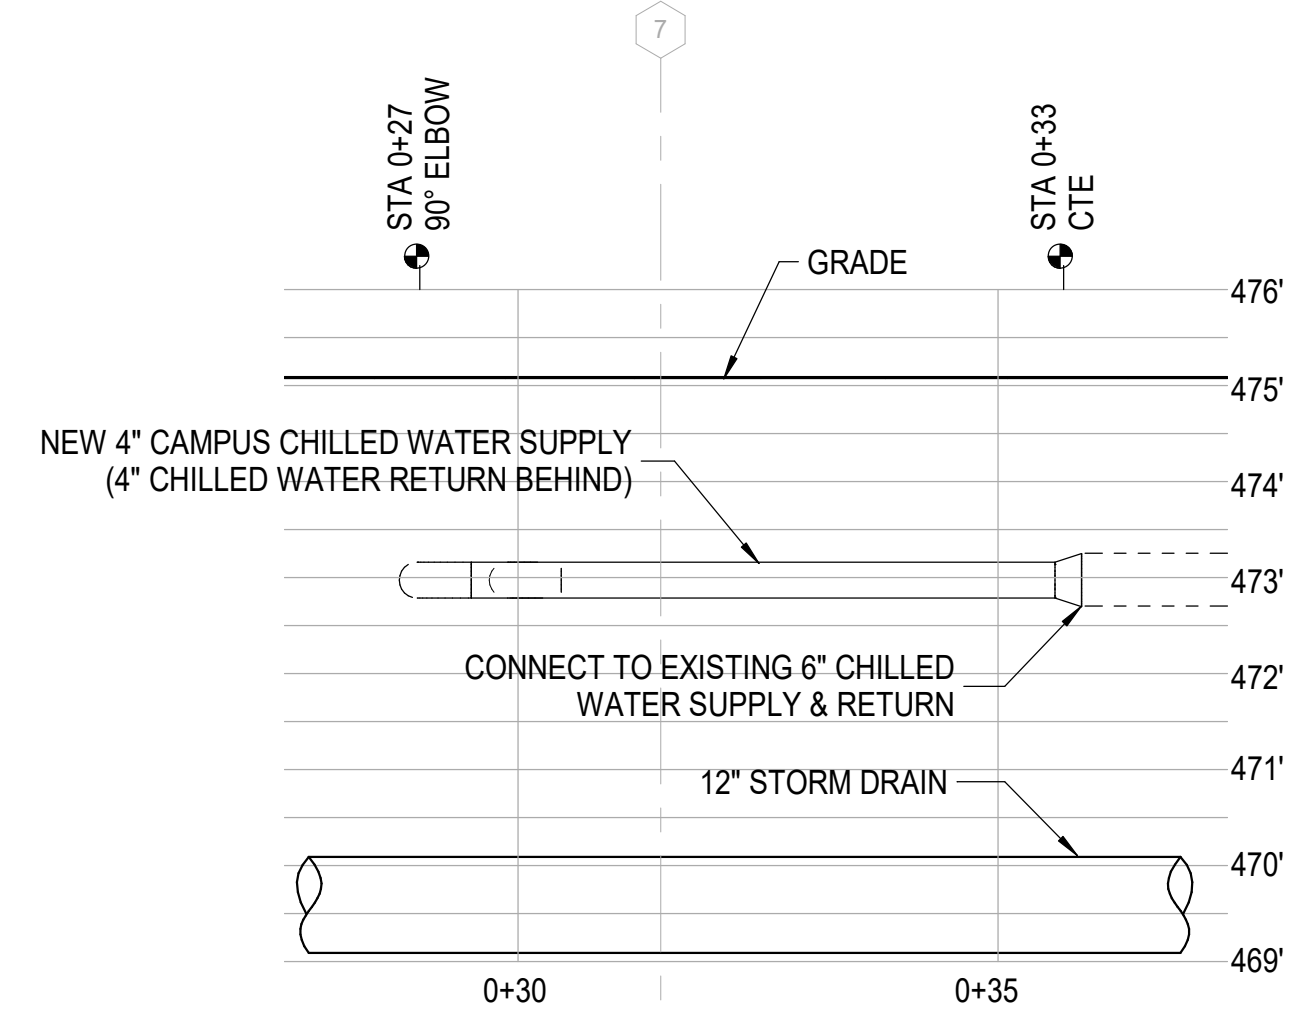 7
STA 0+27
90° ELBOW
STA 0+33
CTE
GRADE
476'
475'
NEW 4" CAMPUS CHILLED WATER SUPPLY
(4" CHILLED WATER RETURN BEHIND)
474'
473'
CONNECT TO EXISTING 6" CHILLED
WATER SUPPLY & RETURN
472'
471'
12" STORM DRAIN
470'
469'
0+30
0+35